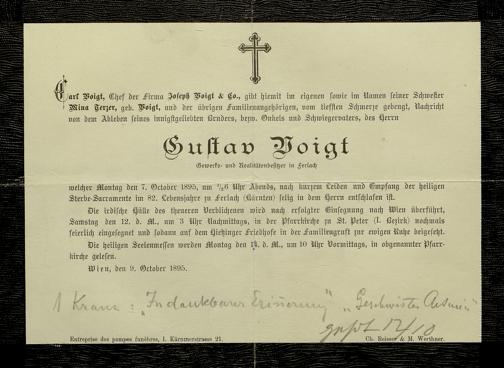 Carl Voigt, Chef der Firma Joseph Voigt & Co., gibt hiemit im eigenen sowie im Namen seiner Schwester
Mina Terzer, geb. Voigt, und der übrigen Familienangehörigen, vom tiefsten Schmerze gebeugt, Nachricht
von dem Ableben seines innigstgeliebten Bruders, bezw. Onkels und Schwiegervaters, des Herrn
Gustav Voigt
Gewerks- und Realitätenbesitzer in Ferlach
welcher Montag den 7. October 1895, um Uhr Abends, nach kurzem Leiden und Empfang der heiligen
Sterbe-Sacramente im 82. Lebensjahre zu Ferlach (Kärnten) selig in dem Herrn entschlafen ist.
Die irdische Hülle des theueren Verblichenen wird nach erfolgter Einsegnung nach Wien überführt,
Samstag den 12. d. M., um 3 Uhr Nachmittags, in der Pfarrkirche zu St. Peter (I. Bezirk) nochmals
feierlich eingesegnet und sodann auf dem Hietzinger Friedhofe in der Familiengruft zur ewigen Ruhe beigesetzt.
Die heiligen Seelenmessen werden Montag den d. M., um 10 Uhr Vormittags, in obgenannter Pfarr-
kirche gelesen.
Wien, den 9. October 1895.
1 Kranz: „In dankbarer Erinnerung" „Geschwister
12/10
Entreprise des pompes funèbres, I. Kärntnerstrasse 21.
Ch. Reisser & M. Werthner.